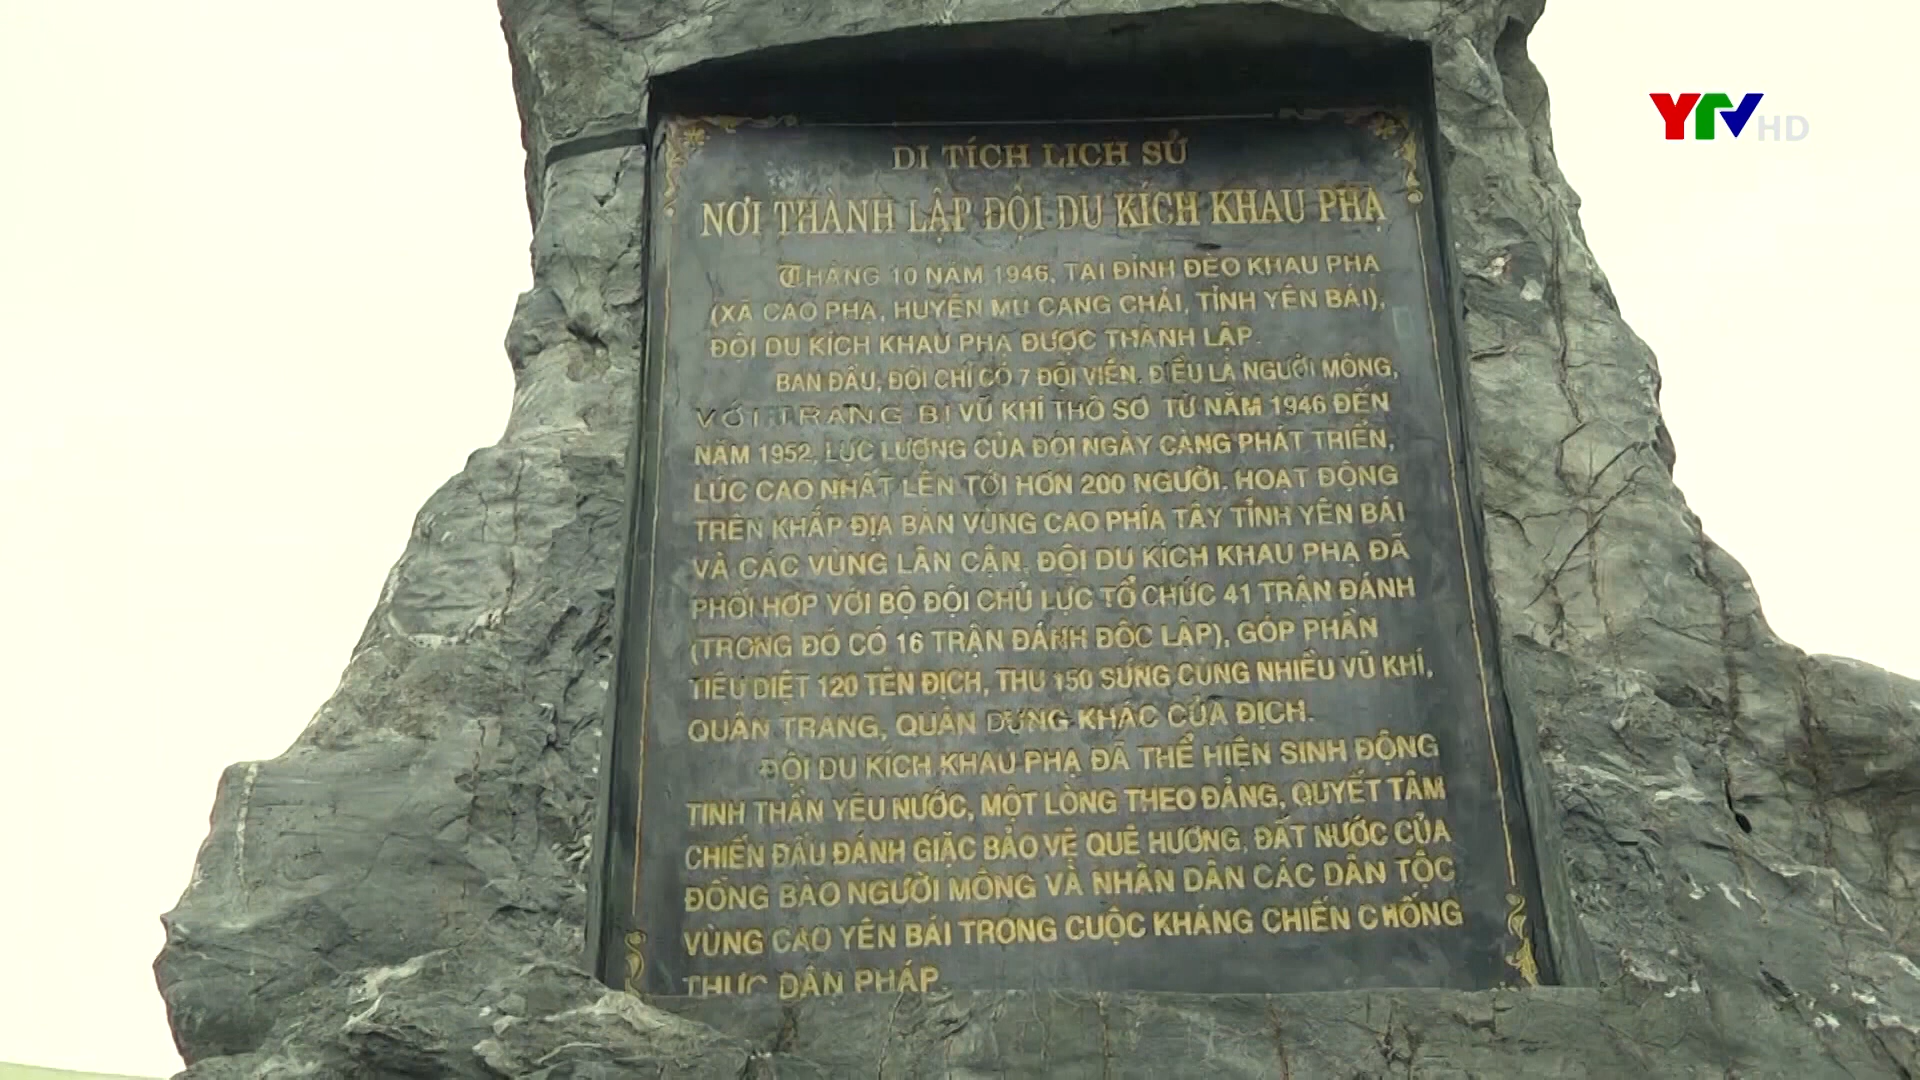 YTV HD
DI TÍCH LỊCH SỬ
NƠI THÀNH LẬP ĐỘI DU KÍCH KHAU PHẠ
THÁNG 10 NĂM 1946, TẠI ĐỈNH ĐÈO KHAU PHẠ
(XÃ CAO PHẠ, HUYỆN MÙ CANG CHẢI, TỈNH YÊN BÁI),
ĐỘI DU KÍCH KHAU PHẠ ĐƯỢC THÀNH LẬP.
BAN ĐẦU, ĐỘI CHỈ CÓ 7 ĐỘI VIÊN, ĐIỀU LÀ NGƯỜI MÔNG,
VỚI TRANG BỊ VŨ KHÍ THÔ SƠ TỪ NĂM 1946 ĐẾN
NĂM 1952, LỰC LƯỢNG CỦA ĐỘI NGÀY CÀNG PHÁT TRIỂN,
LÚC CAO NHẤT LÊN TỚI HƠN 200 NGƯỜI. HOẠT ĐỘNG
TRÊN KHẮP ĐỊA BÀN VÙNG CAO PHÍA TÂY TỈNH YÊN BÁI
VÀ CÁC VÙNG LÂN CẬN. ĐỘI DU KÍCH KHAU PHẠ ĐÃ
PHỐI HỢP VỚI BỘ ĐỘI CHỦ LỰC TỔ CHỨC 41 TRẬN ĐÁNH
(TRONG ĐÓ CÓ 16 TRẬN ĐÁNH ĐỘC LẬP), GÓP PHẦN
TIÊU DIỆT 120 TÊN ĐỊCH, THU 150 SÚNG CÙNG NHIỀU VŨ KHÍ,
QUÂN TRANG, QUÂN DỤNG KHÁC CỦA ĐỊCH.
ĐỘI DU KÍCH KHAU PHẠ ĐÃ THỂ HIỆN SINH ĐỘNG
TINH THẦN YÊU NƯỚC, MỘT LÒNG THEO ĐẢNG, QUYẾT TÂM
CHIẾN ĐẤU ĐÁNH GIẶC BẢO VỆ QUÊ HƯƠNG, ĐẤT NƯỚC CỦA
ĐỒNG BÀO NGƯỜI MÔNG VÀ NHÂN DÂN CÁC DÂN TỘC
VÙNG CAO YÊN BÁI TRONG CUỘC KHÁNG CHIẾN CHỐNG
THỰC DÂN PHÁP.